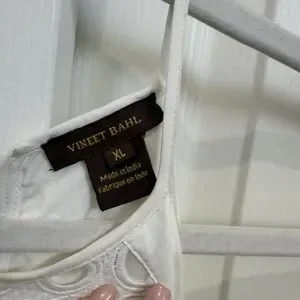 VINEET BAHL
XL
Made in India
Fabriqué en Inde